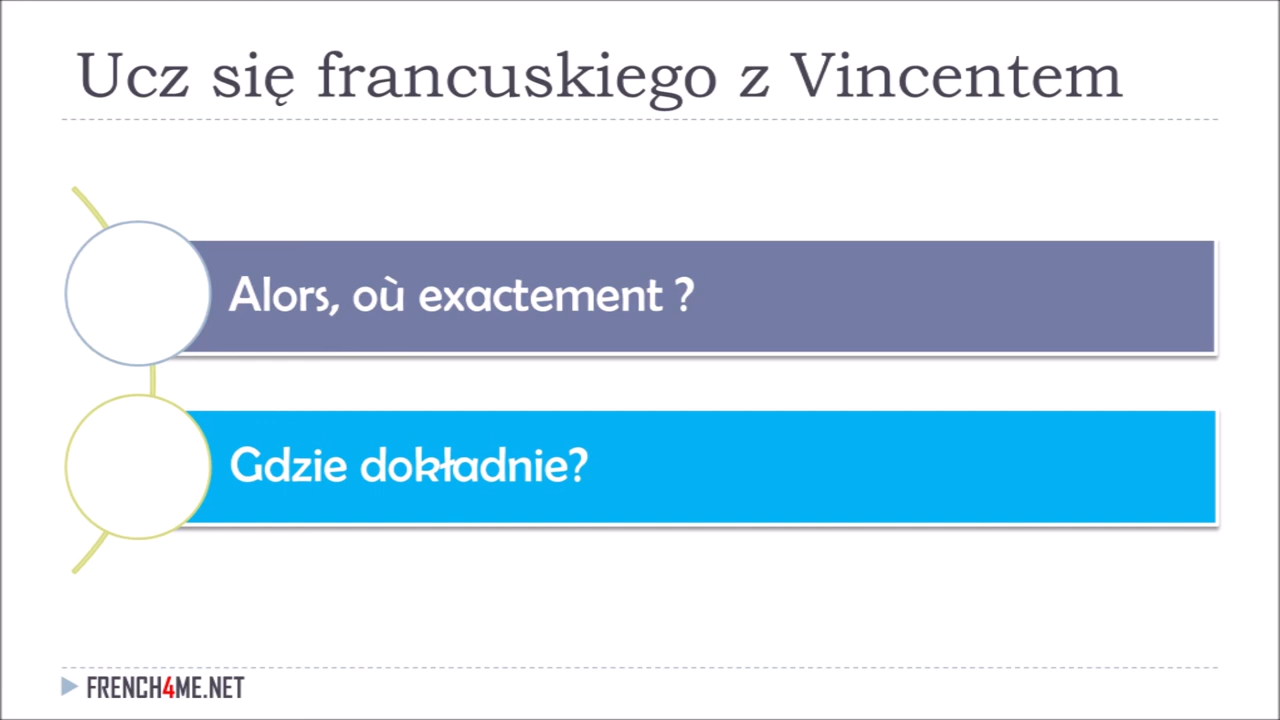 Ucz się francuskiego z Vincentem
Alors, où exactement ?
Gdzie dokładnie?
FRENCH4ME.NET